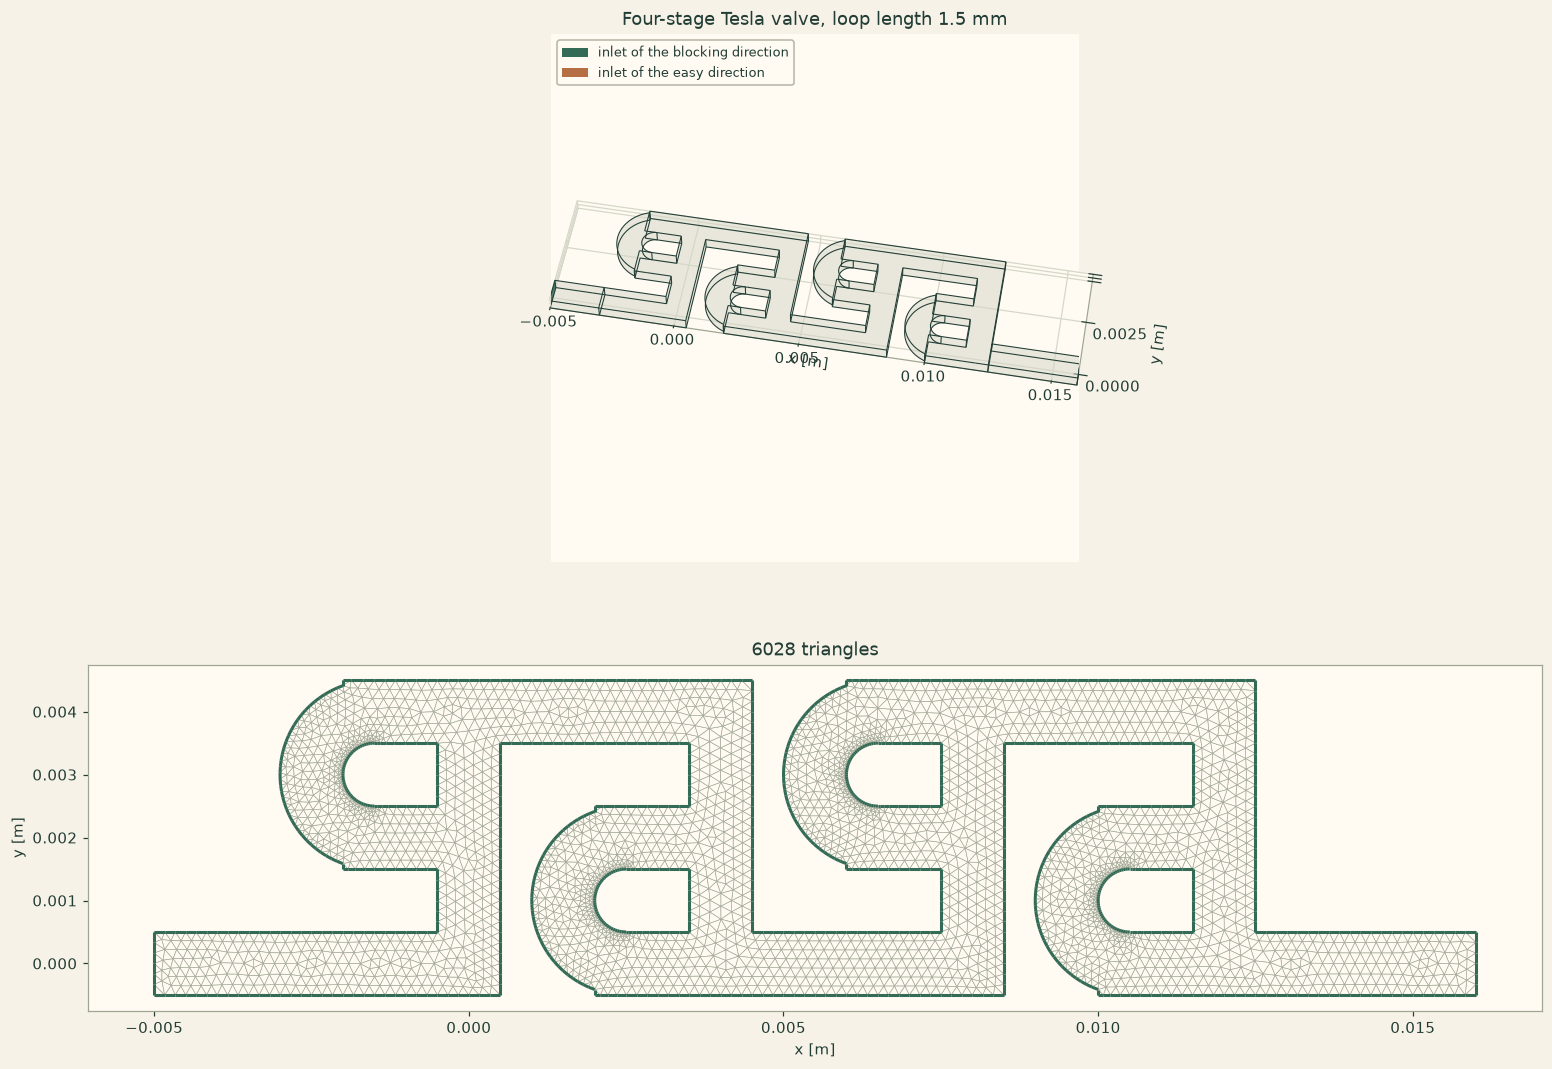 Four-stage Tesla valve, loop length 1.5 mm
inlet of the blocking direction
inlet of the easy direction
−0.005
0.000
0.005
x [m]
0.010
0.015
0.0025
0.0000
y [m]
6028 triangles
0.004
0.003
0.002
0.001
0.000
y [m]
−0.005
0.000
0.005
0.010
0.015
x [m]